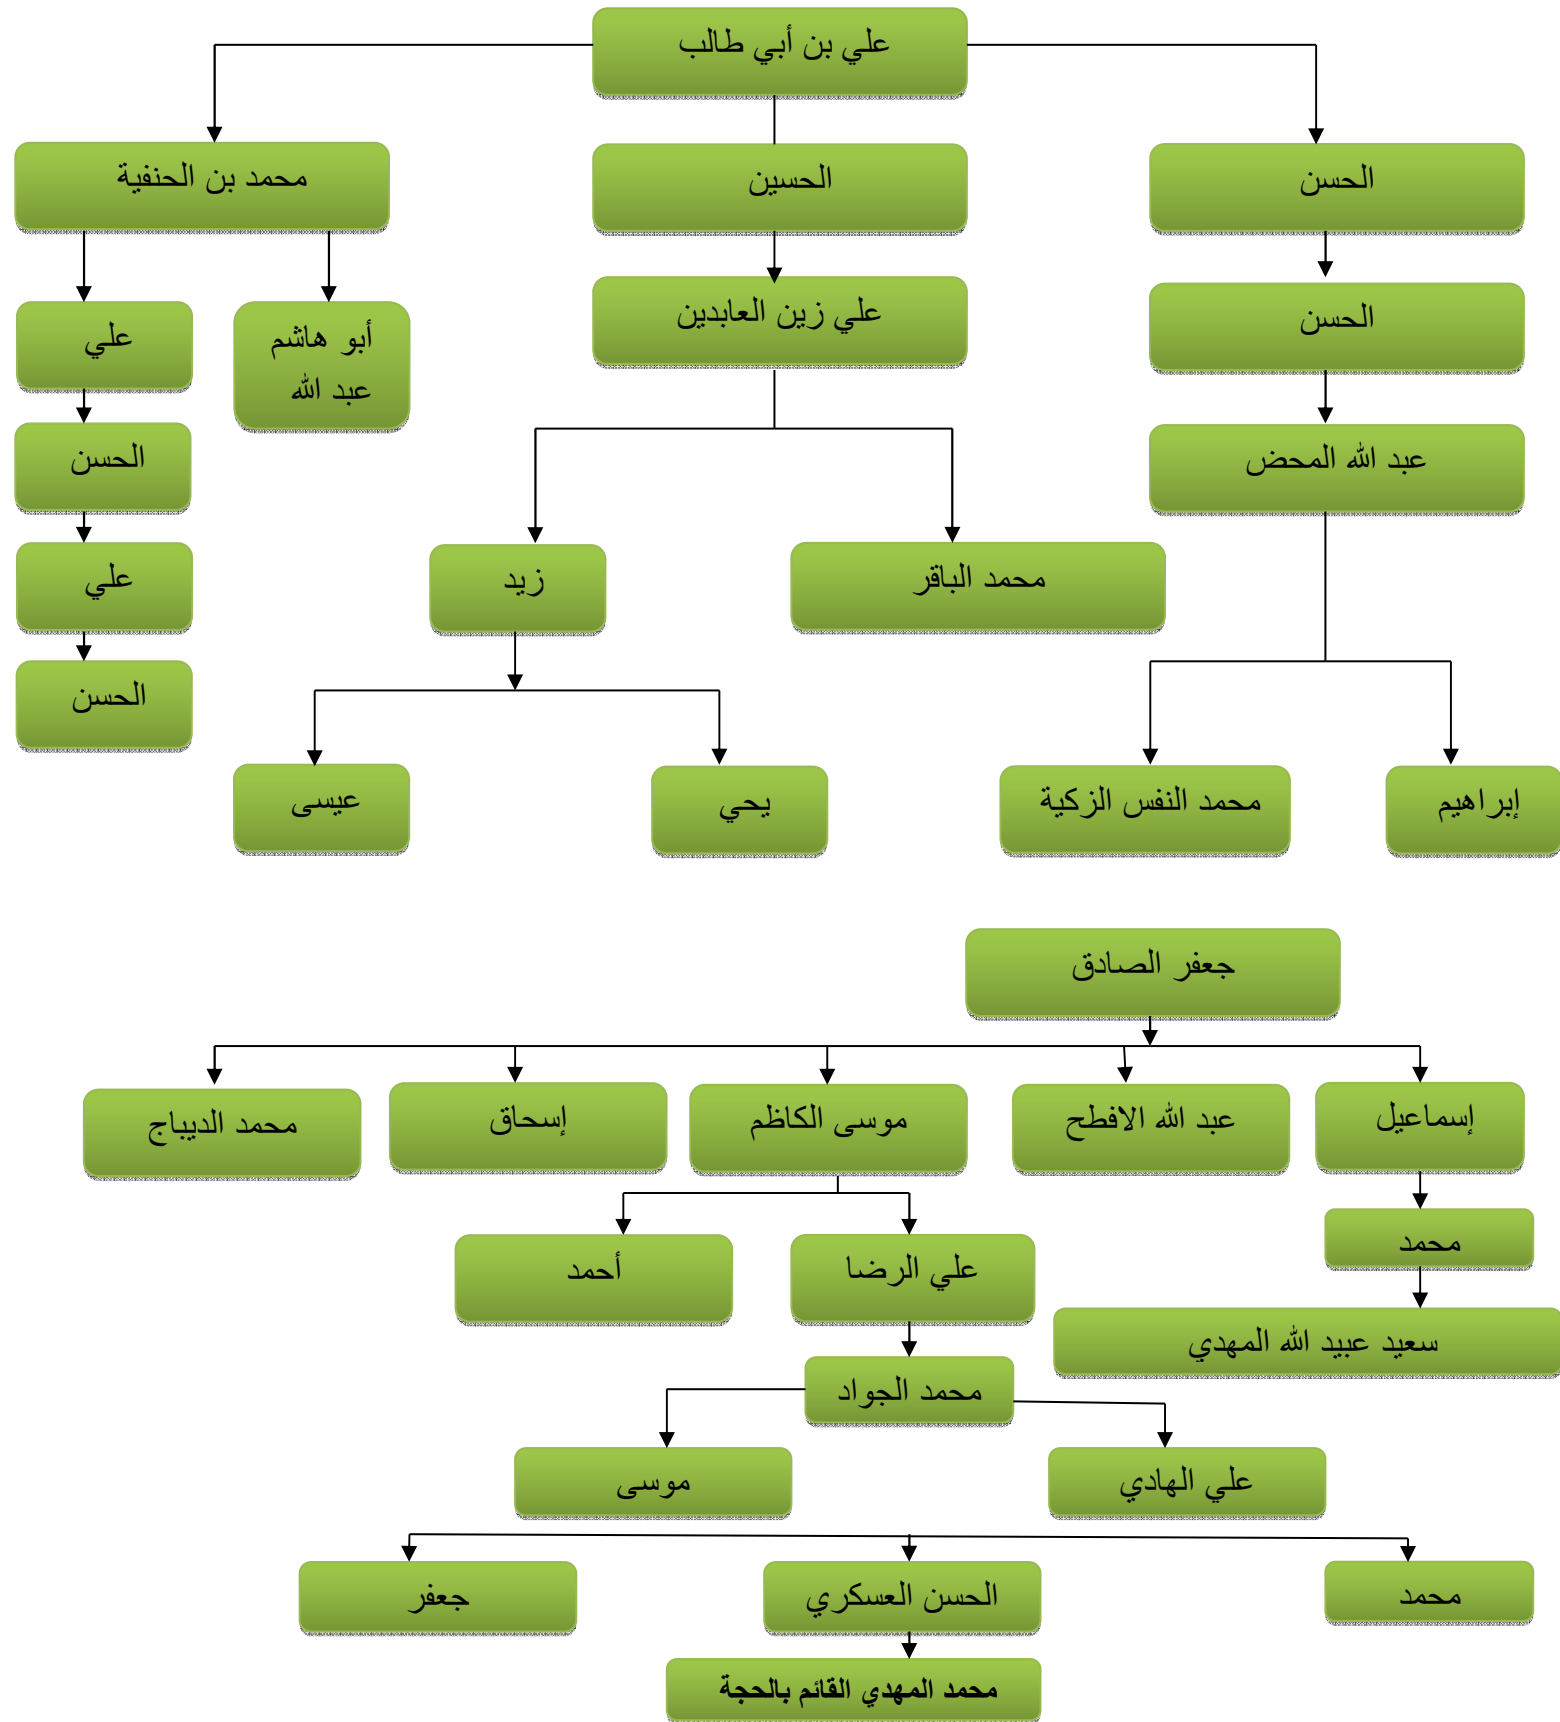 علي بن أبي طالب
الحسن
الحسين
محمد بن الحنفية
الحسن
علي زين العابدين
أبو هاشم
عبد الله
علي
عبد الله المحض
الحسن
محمد الباقر
زيد
علي
الحسن
إبراهيم
محمد النفس الزكية
يحي
عيسى
جعفر الصادق
إسماعيل
عبد الله الافطح
موسى الكاظم
إسحاق
محمد الديباج
محمد
علي الرضا
أحمد
سعيد عبيد الله المهدي
محمد الجواد
علي الهادي
موسى
محمد
الحسن العسكري
جعفر
محمد المهدي القائم بالحجة